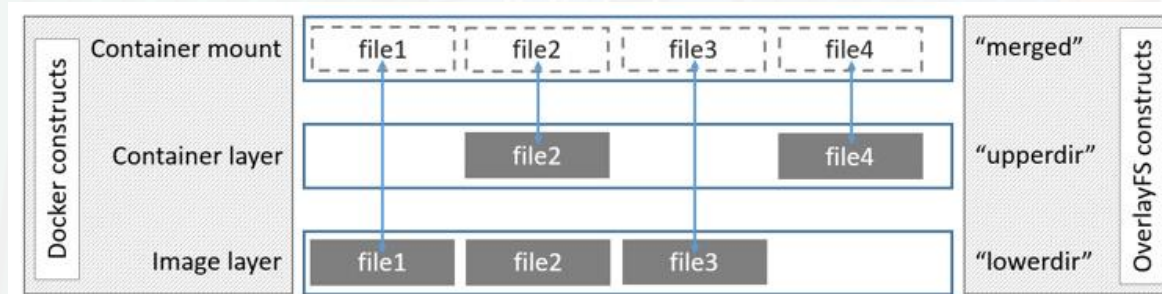 Docker constructs
Container mount
file1 file2 file3 file4
“merged”
Container layer
file2 file4
“upperdir”
Image layer
file1 file2 file3
“lowerdir”
OverlayFS constructs